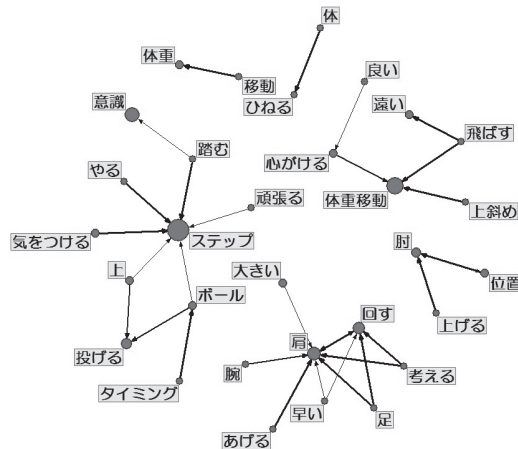 体
体重
移動
ひねる
良い
意識
遠い
飛ばす
踏む
心がける
やる
体重移動
頑張る
上斜め
気をつける
ステップ
肘
上
大きい
位置
ボール
回す
上げる
投げる
肩
腕
考える
タイミング
早い
足
あげる